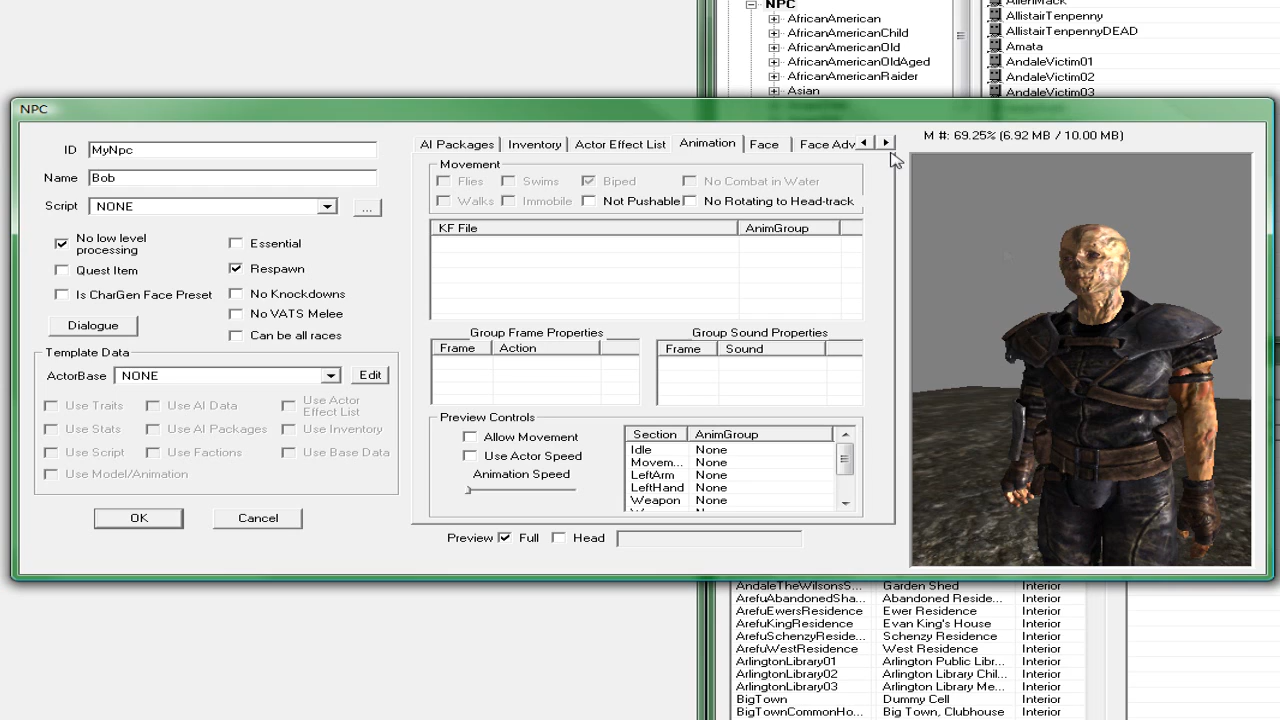 NPC
AfricanAmerican
AfricanAmericanChild
AfricanAmericanOld
AfricanAmericanOldAged
AfricanAmericanRaider
Asian
AllistairTenpenny
AllistairTenpennyDEAD
Amata
AndaleVictim01
AndaleVictim02
AndaleVictim03
NPC
ID MyNpc
Name Bob
Script NONE ...
No low level processing
Essential
Quest Item
Respawn
Is CharGen Face Preset
No Knockdowns
No VATS Melee
Dialogue
Can be all races
Template Data
ActorBase NONE Edit
Use Traits Use AI Data Use Actor Effect List
Use Stats Use AI Packages Use Inventory
Use Script Use Factions Use Base Data
Use Model/Animation
OK Cancel
AI Packages Inventory Actor Effect List Animation Face Face Adv
Movement
Flies Swims Biped No Combat in Water
Walks Immobile Not Pushable No Rotating to Head-track
KF File AnimGroup
Group Frame Properties Group Sound Properties
Frame Action Frame Sound
Preview Controls
Allow Movement
Use Actor Speed
Animation Speed
Section AnimGroup
Idle None
Movem... None
LeftArm None
LeftHand None
Weapon None
Preview Full Head
M #: 69.25% (6.92 MB / 10.00 MB)
AndaleTheWilsonsS... Garden Shed Interior
ArefuAbandonedSha... Abandoned Reside... Interior
ArefuEwersResidence Ewer Residence Interior
ArefuKingResidence Evan King's House Interior
ArefuSchenzyReside... Schenzy Residence Interior
ArefuWestResidence West Residence Interior
ArlingtonLibrary01 Arlington Public Libr... Interior
ArlingtonLibrary02 Arlington Library Chil... Interior
ArlingtonLibrary03 Arlington Library Me... Interior
BigTown Dummy Cell Interior
BigTownCommonHo... Big Town, Clubhouse Interior